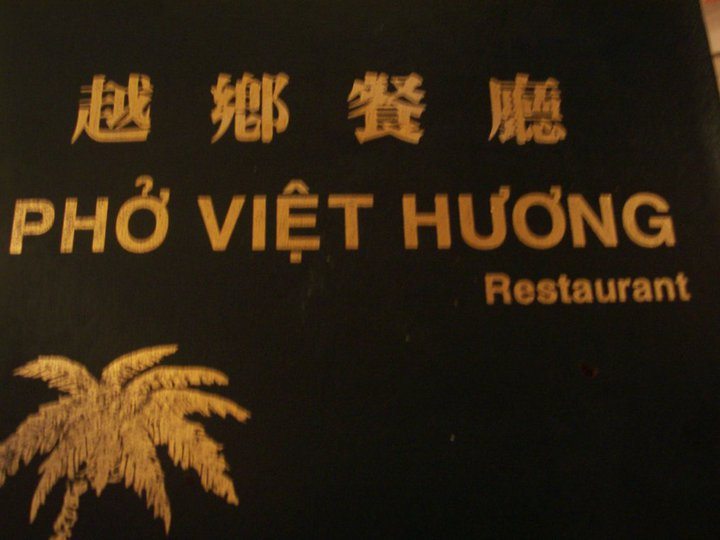 越鄉餐廳
PHỞ VIỆT HƯƠNG
Restaurant